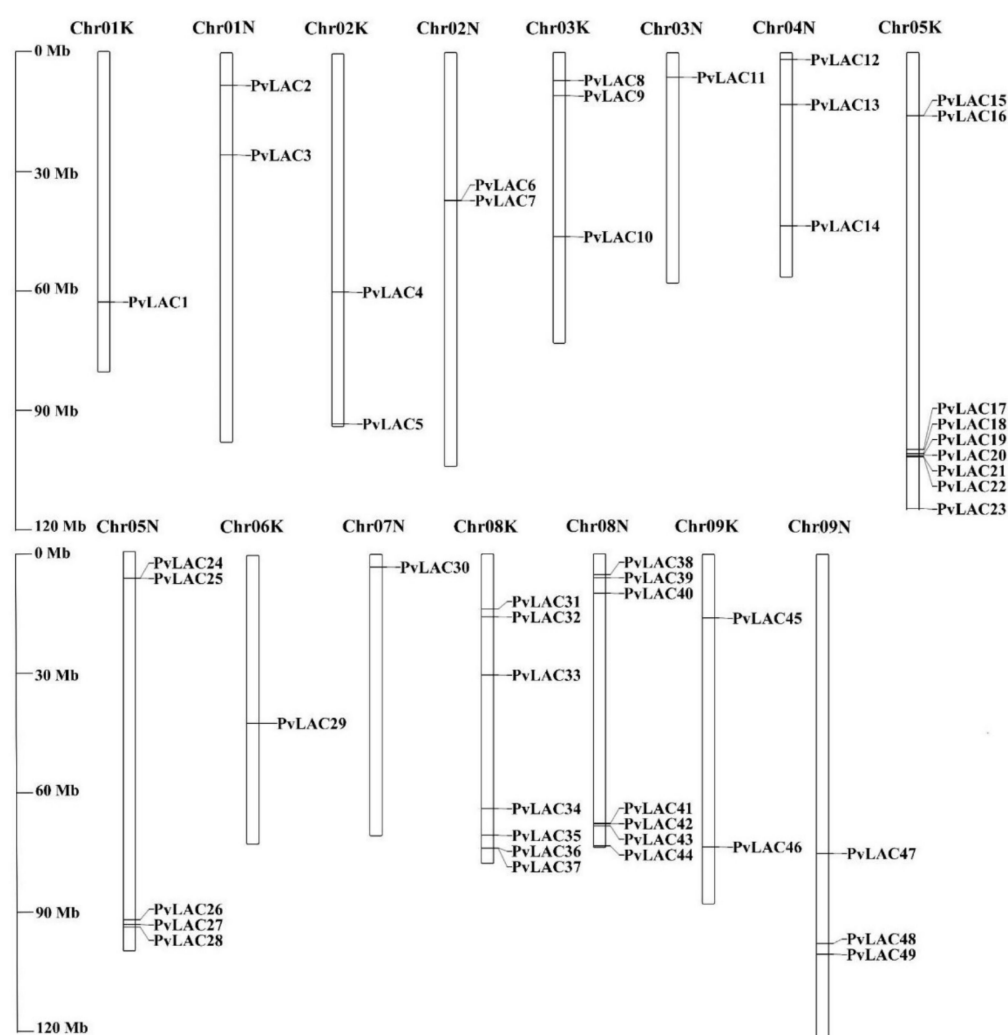 Chr01K Chr01N Chr02K Chr02N Chr03K Chr03N Chr04N Chr05K
0 Mb
30 Mb
60 Mb
90 Mb
120 Mb
PvLAC1
PvLAC2
PvLAC3
PvLAC4
PvLAC5
PvLAC6
PvLAC7
PvLAC8
PvLAC9
PvLAC10
PvLAC11
PvLAC12
PvLAC13
PvLAC14
PvLAC15
PvLAC16
PvLAC17
PvLAC18
PvLAC19
PvLAC20
PvLAC21
PvLAC22
PvLAC23
Chr05N Chr06K Chr07N Chr08K Chr08N Chr09K Chr09N
0 Mb
30 Mb
60 Mb
90 Mb
120 Mb
PvLAC24
PvLAC25
PvLAC26
PvLAC27
PvLAC28
PvLAC29
PvLAC30
PvLAC31
PvLAC32
PvLAC33
PvLAC34
PvLAC35
PvLAC36
PvLAC37
PvLAC38
PvLAC39
PvLAC40
PvLAC41
PvLAC42
PvLAC43
PvLAC44
PvLAC45
PvLAC46
PvLAC47
PvLAC48
PvLAC49